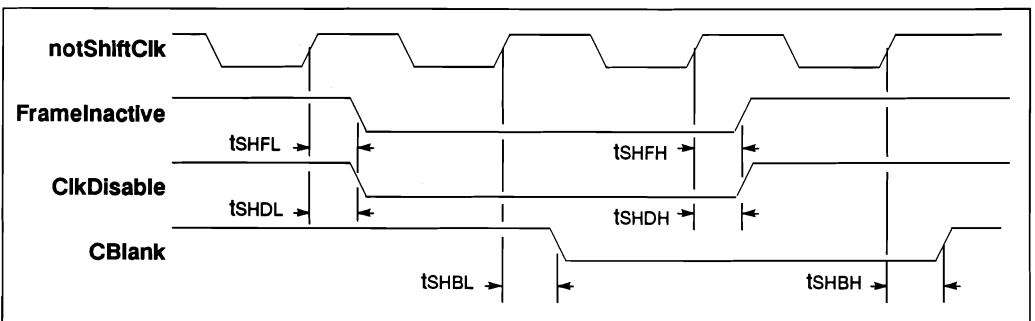 notShiftClk
FrameInactive
tSHFL
tSHFH
ClkDisable
tSHDL
tSHDH
CBlank
tSHBL
tSHBH